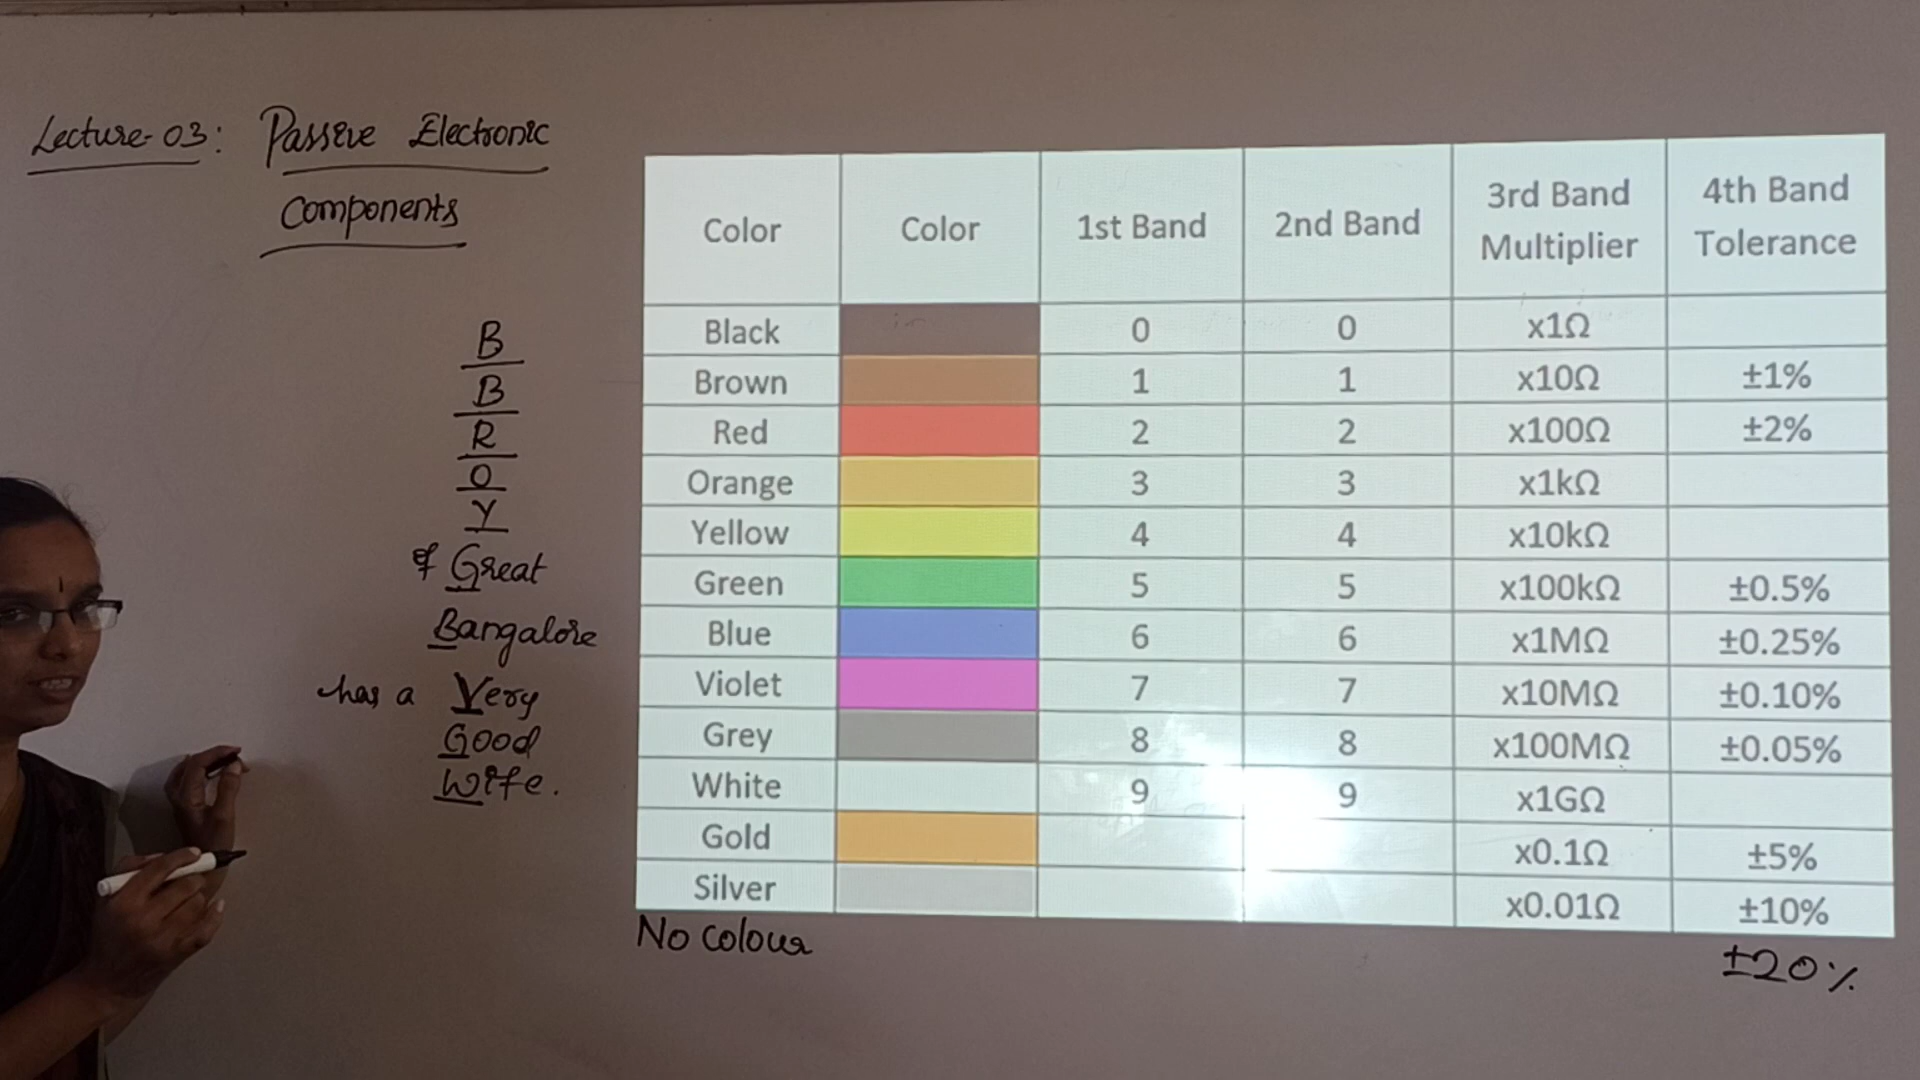 Lecture-03: Passive Electronic
Components
B
B
R
O
Y
of Great
Bangalore
has a Very
Good
Wife.
Color Color 1st Band 2nd Band 3rd Band Multiplier 4th Band Tolerance
Black 0 0 x1Ω
Brown 1 1 x10Ω ±1%
Red 2 2 x100Ω ±2%
Orange 3 3 x1kΩ
Yellow 4 4 x10kΩ
Green 5 5 x100kΩ ±0.5%
Blue 6 6 x1MΩ ±0.25%
Violet 7 7 x10MΩ ±0.10%
Grey 8 8 x100MΩ ±0.05%
White 9 9 x1GΩ
Gold x0.1Ω ±5%
Silver x0.01Ω ±10%
No colour ±20%